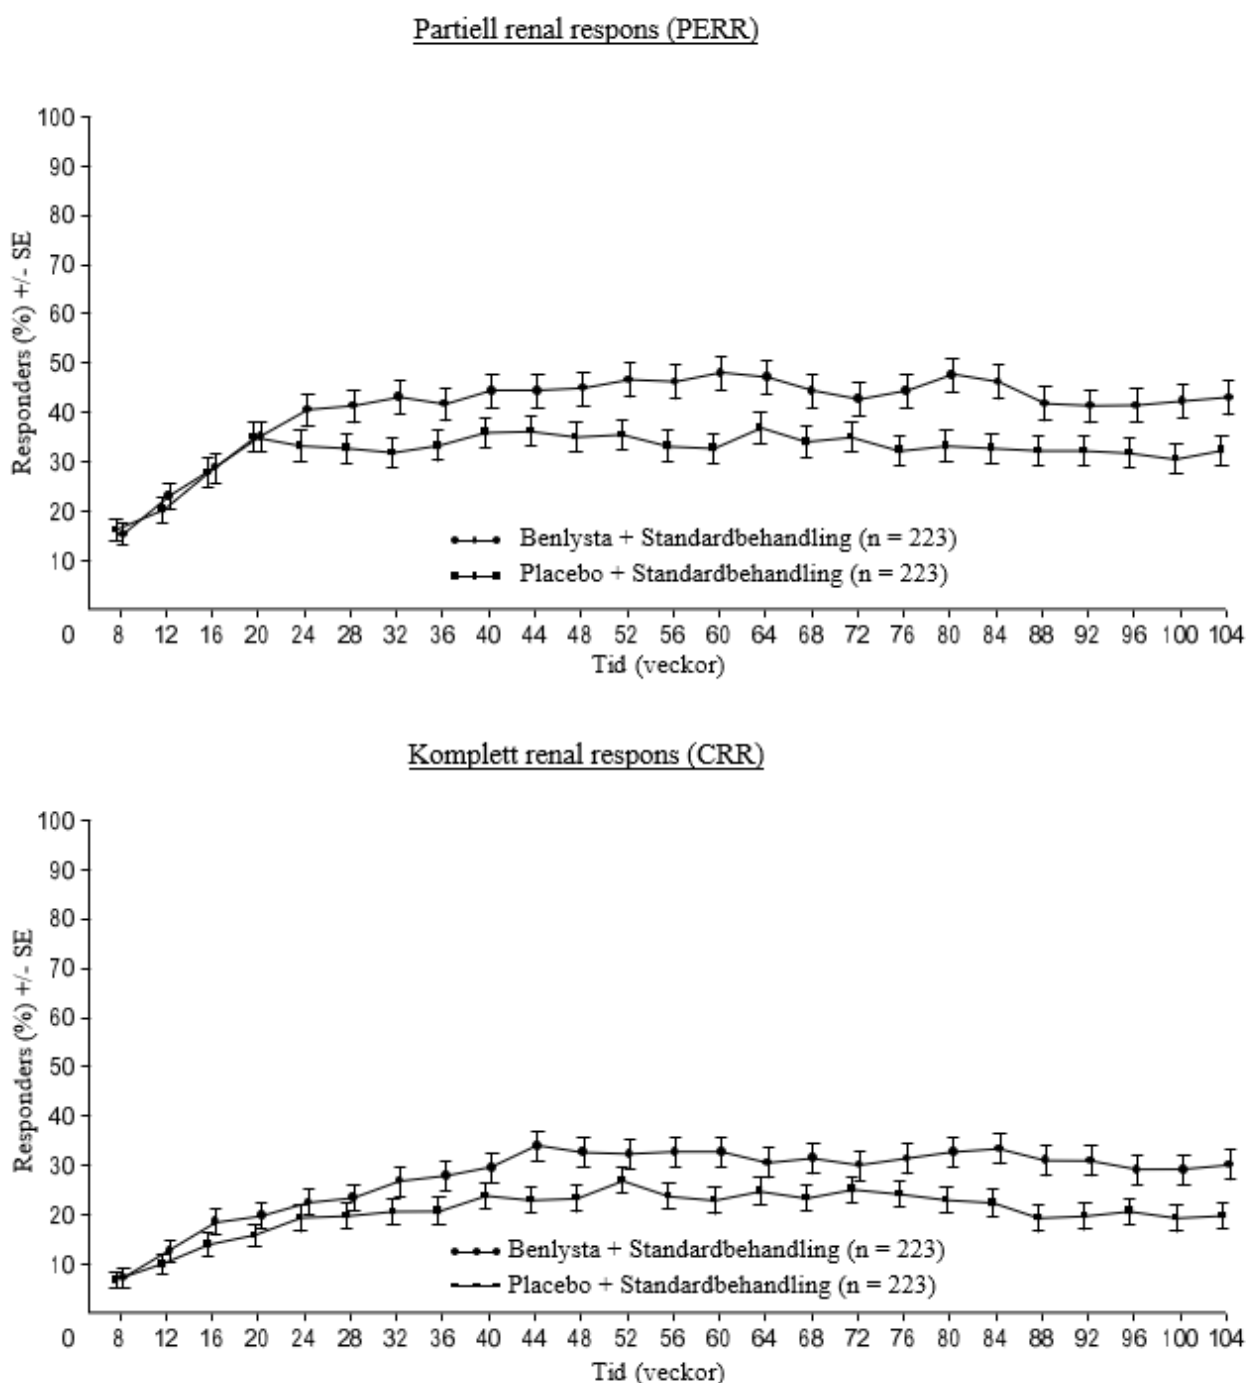 Partiell renal respons (PERR)
Responders (%) +/- SE
100
90
80
70
60
50
40
30
20
10
0
Benlysta + Standardbehandling (n = 223)
Placebo + Standardbehandling (n = 223)
8 12 16 20 24 28 32 36 40 44 48 52 56 60 64 68 72 76 80 84 88 92 96 100 104
Tid (veckor)
Komplett renal respons (CRR)
Responders (%) +/- SE
100
90
80
70
60
50
40
30
20
10
0
Benlysta + Standardbehandling (n = 223)
Placebo + Standardbehandling (n = 223)
8 12 16 20 24 28 32 36 40 44 48 52 56 60 64 68 72 76 80 84 88 92 96 100 104
Tid (veckor)